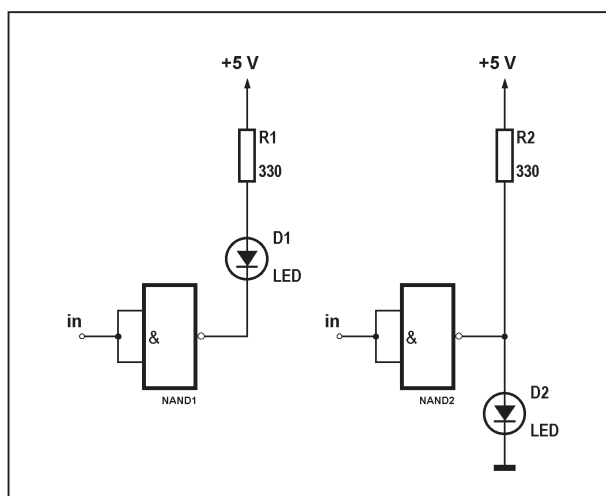 +5 V
R1
330
D1
LED
in
&
NAND1
+5 V
R2
330
in
&
NAND2
D2
LED